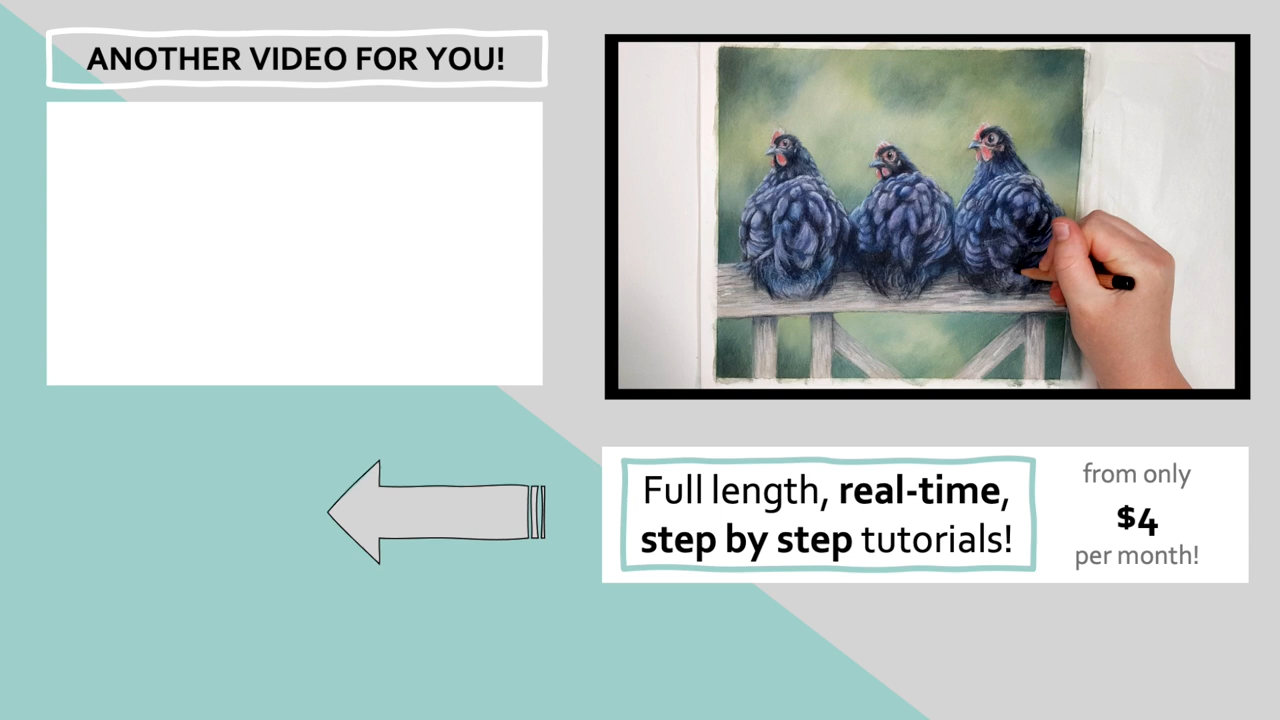 ANOTHER VIDEO FOR YOU!
Full length, real-time,
step by step tutorials!
from only
$4
per month!